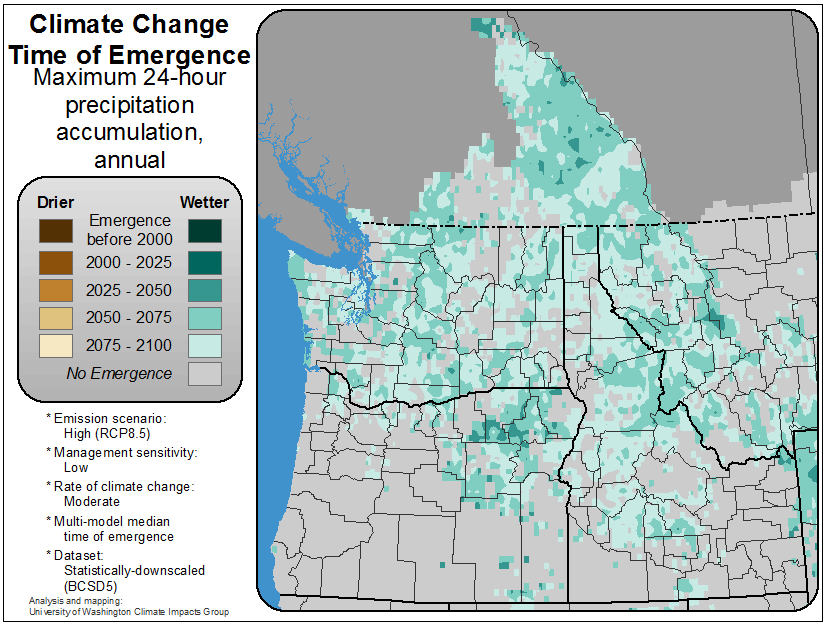 Climate Change
Time of Emergence
Maximum 24-hour
precipitation
accumulation,
annual
Drier
Wetter
Emergence
before 2000
2000 - 2025
2025 - 2050
2050 - 2075
2075 - 2100
No Emergence
* Emission scenario:
High (RCP8.5)
* Management sensitivity:
Low
* Rate of climate change:
Moderate
* Multi-model median
time of emergence
* Dataset:
Statistically-downscaled
(BCSD5)
Analysis and mapping:
University of Washington Climate Impacts Group